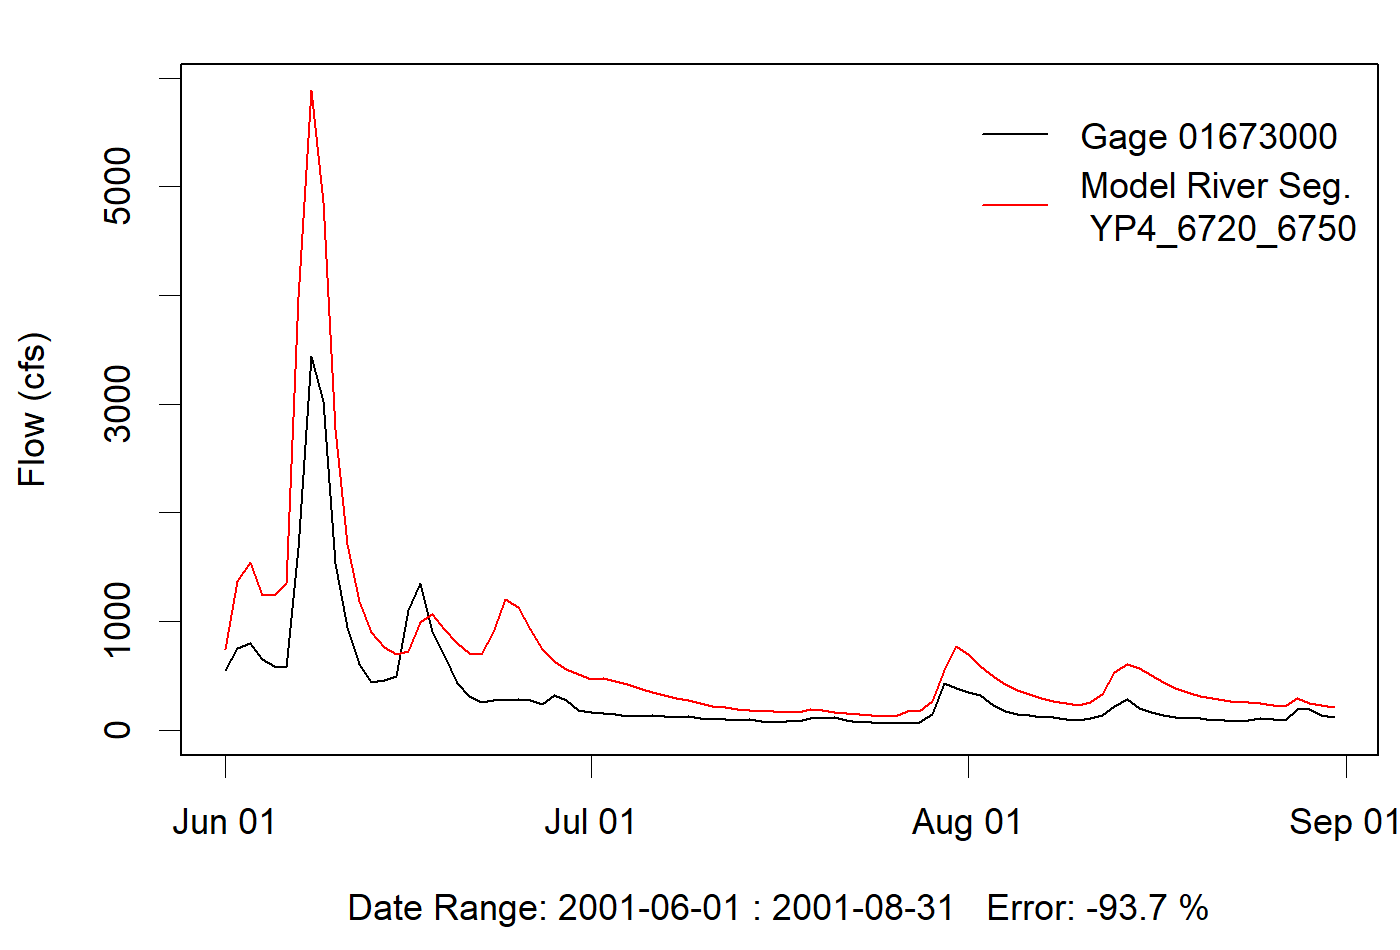 Gage 01673000
Model River Seg.
YP4_6720_6750
Flow (cfs)
5000
3000
1000
0
Jun 01
Jul 01
Aug 01
Sep 01
Date Range: 2001-06-01 : 2001-08-31 Error: -93.7 %